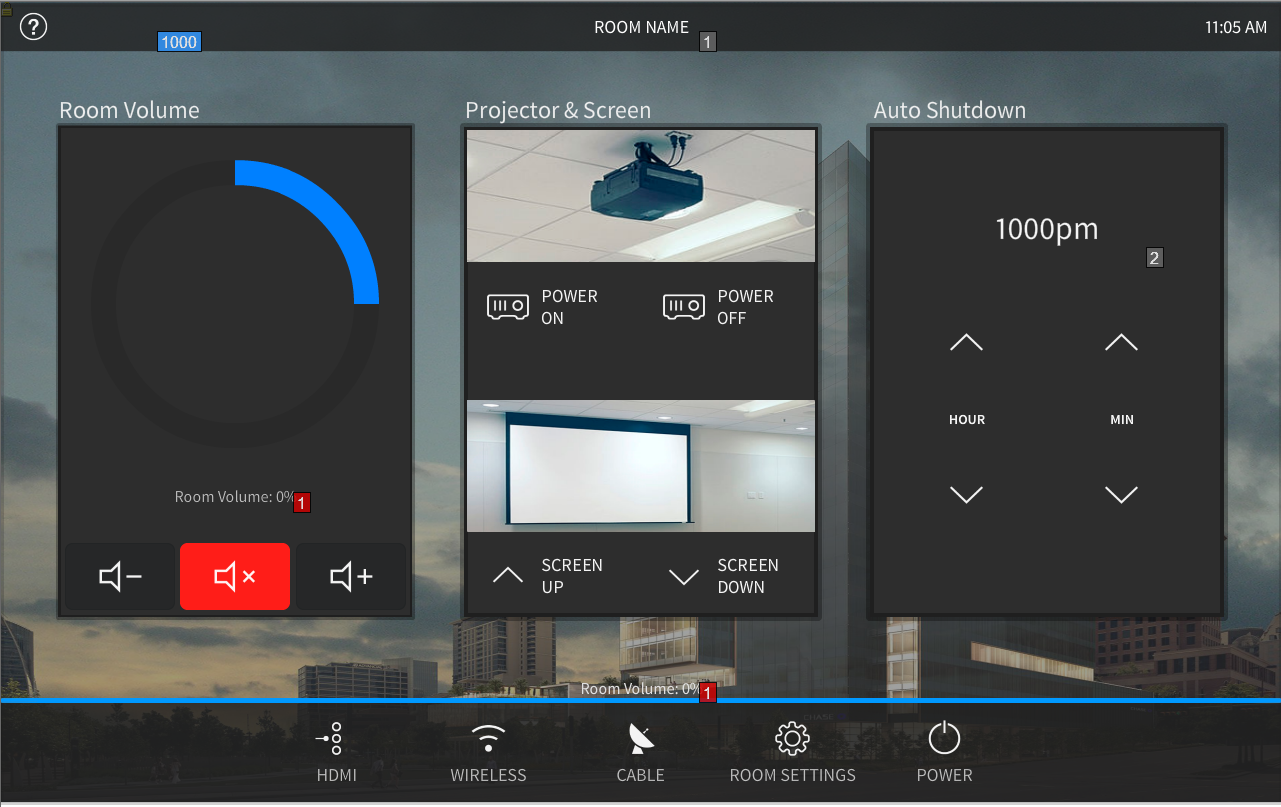 ROOM NAME
11:05 AM
1000
1
Room Volume
Projector & Screen
Auto Shutdown
1000pm
2
POWER
ON
POWER
OFF
HOUR
MIN
Room Volume: 0%
1
SCREEN
UP
SCREEN
DOWN
Room Volume: 0%
1
HDMI
WIRELESS
CABLE
ROOM SETTINGS
POWER